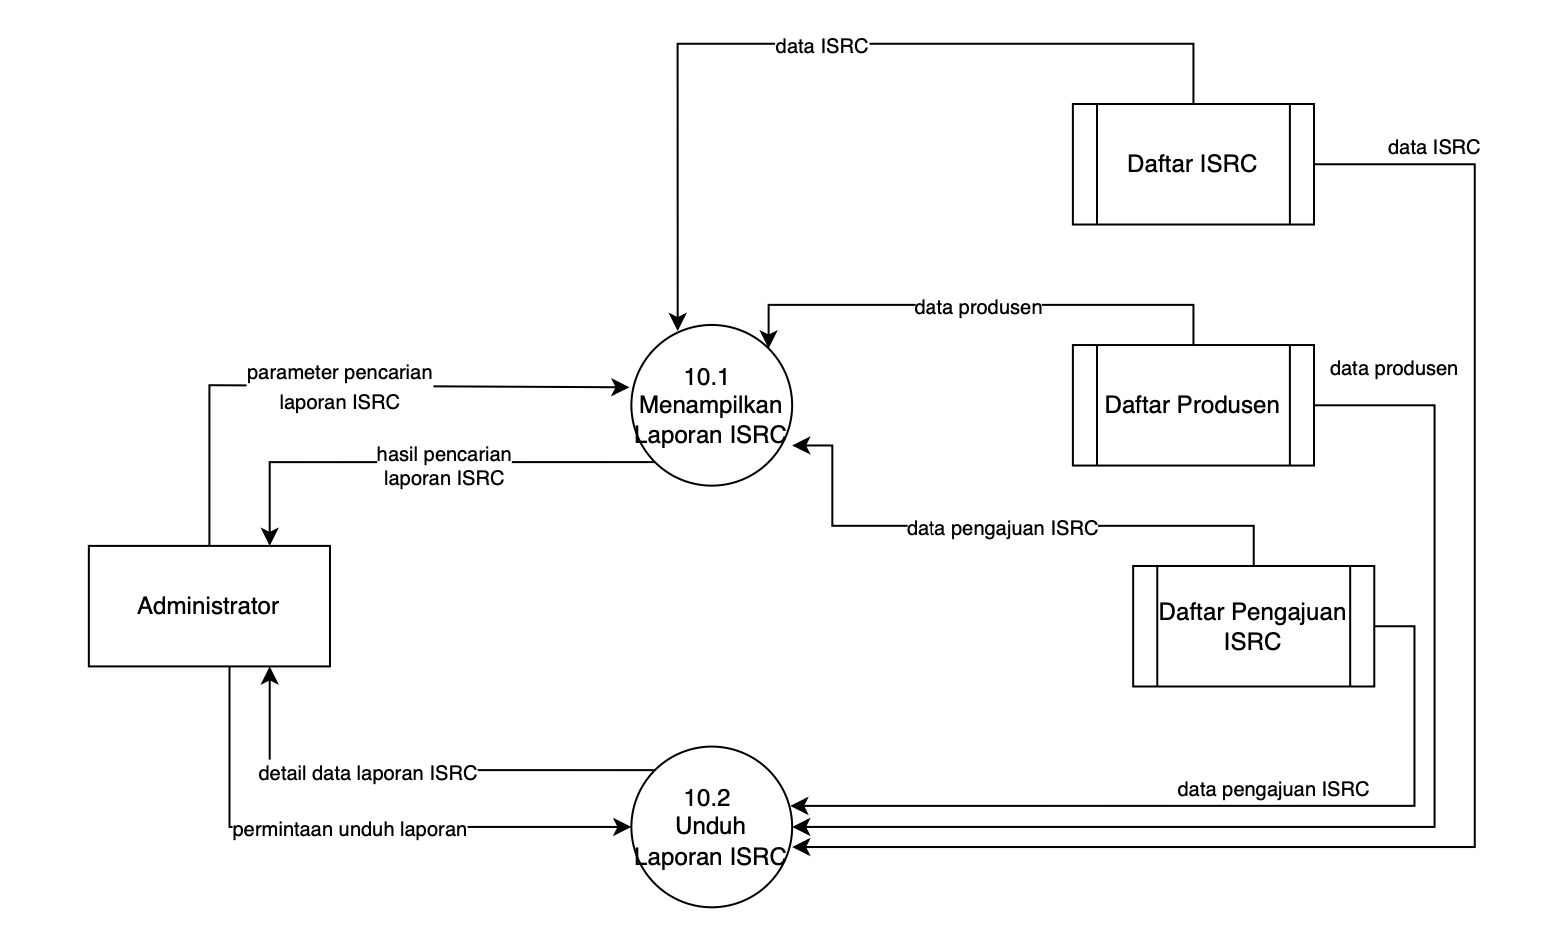 data ISRC
Daftar ISRC
data ISRC
data produsen
data produsen
Daftar Produsen
parameter pencarian
laporan ISRC
10.1
Menampilkan
Laporan ISRC
hasil pencarian
laporan ISRC
data pengajuan ISRC
Administrator
Daftar Pengajuan
ISRC
detail data laporan ISRC
data pengajuan ISRC
10.2
Unduh
Laporan ISRC
permintaan unduh laporan